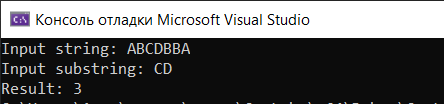 Консоль отладки Microsoft Visual Studio
Input string: ABCDBBA
Input substring: CD
Result: 3